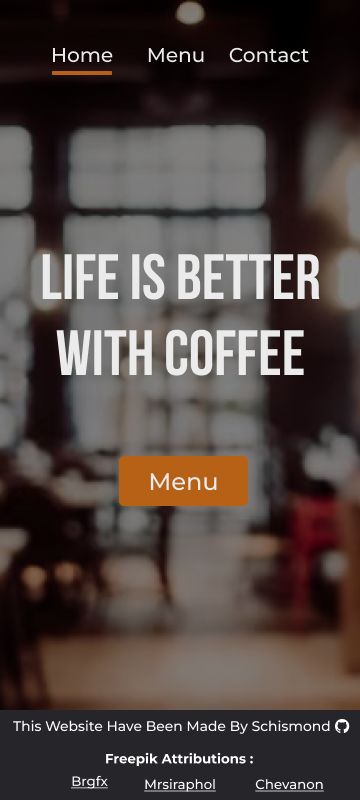 Home Menu Contact
LIFE IS BETTER
WITH COFFEE
Menu
This Website Have Been Made By Schismond
Freepik Attributions :
Brgfx Mrsiraphol Chevanon